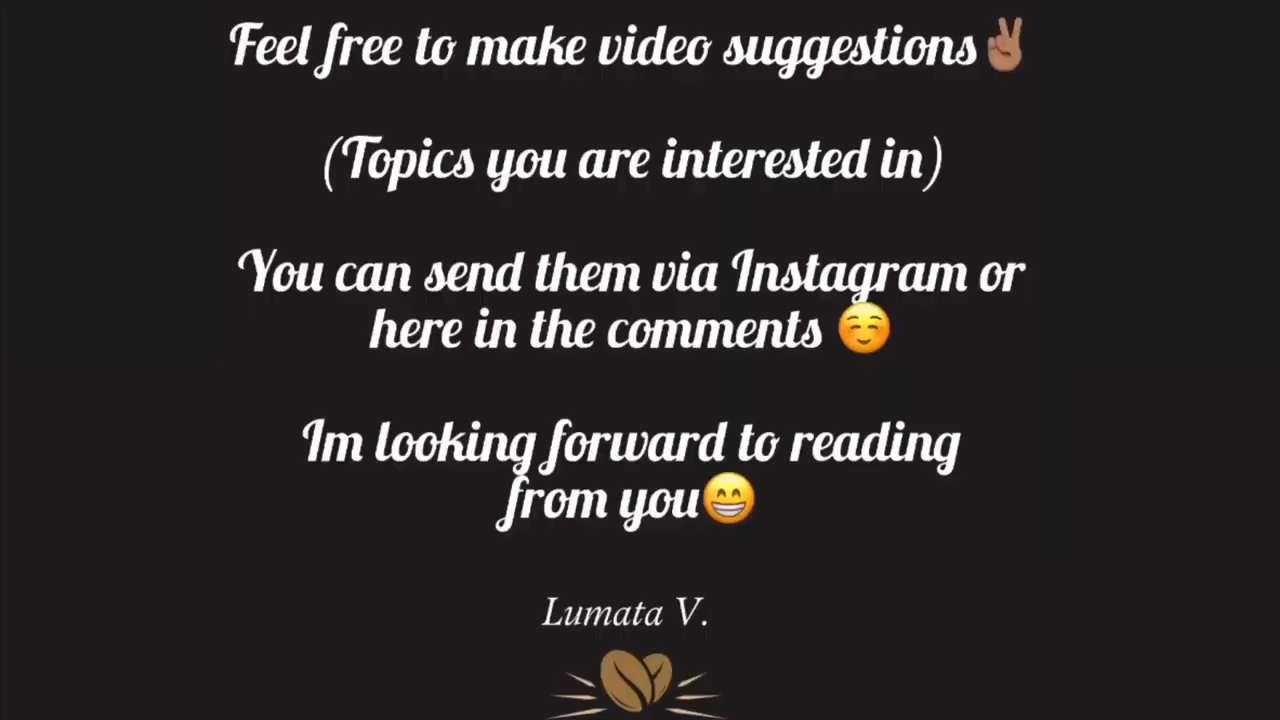 Feel free to make video suggestions✌🏽
(Topics you are interested in)
You can send them via Instagram or
here in the comments ☺️
Im looking forward to reading
from you😁
Lumata V.